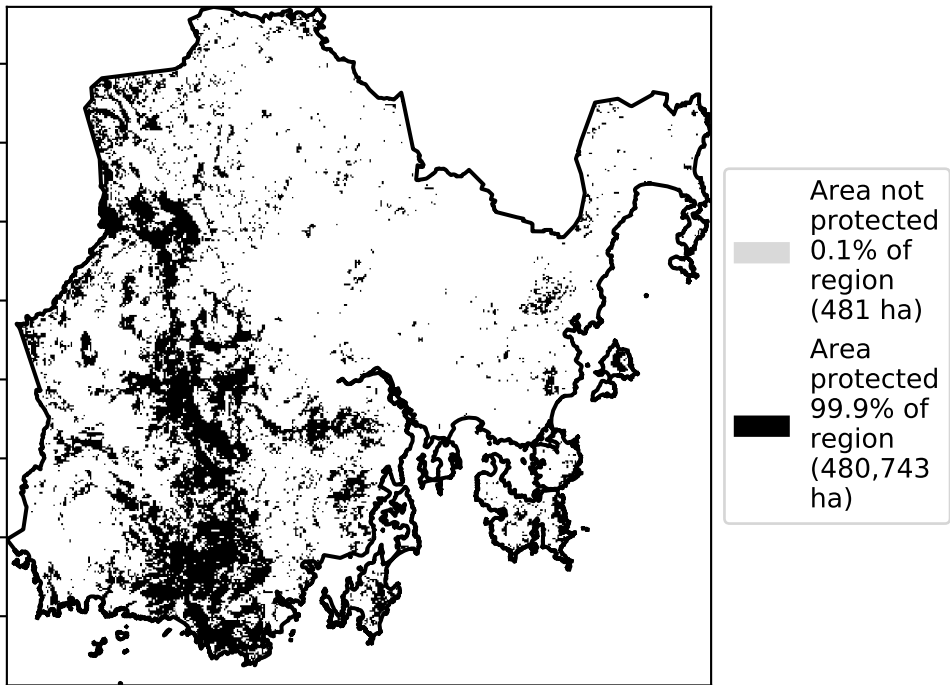 Area not
protected
0.1% of
region
(481 ha)
Area
protected
99.9% of
region
(480,743
ha)